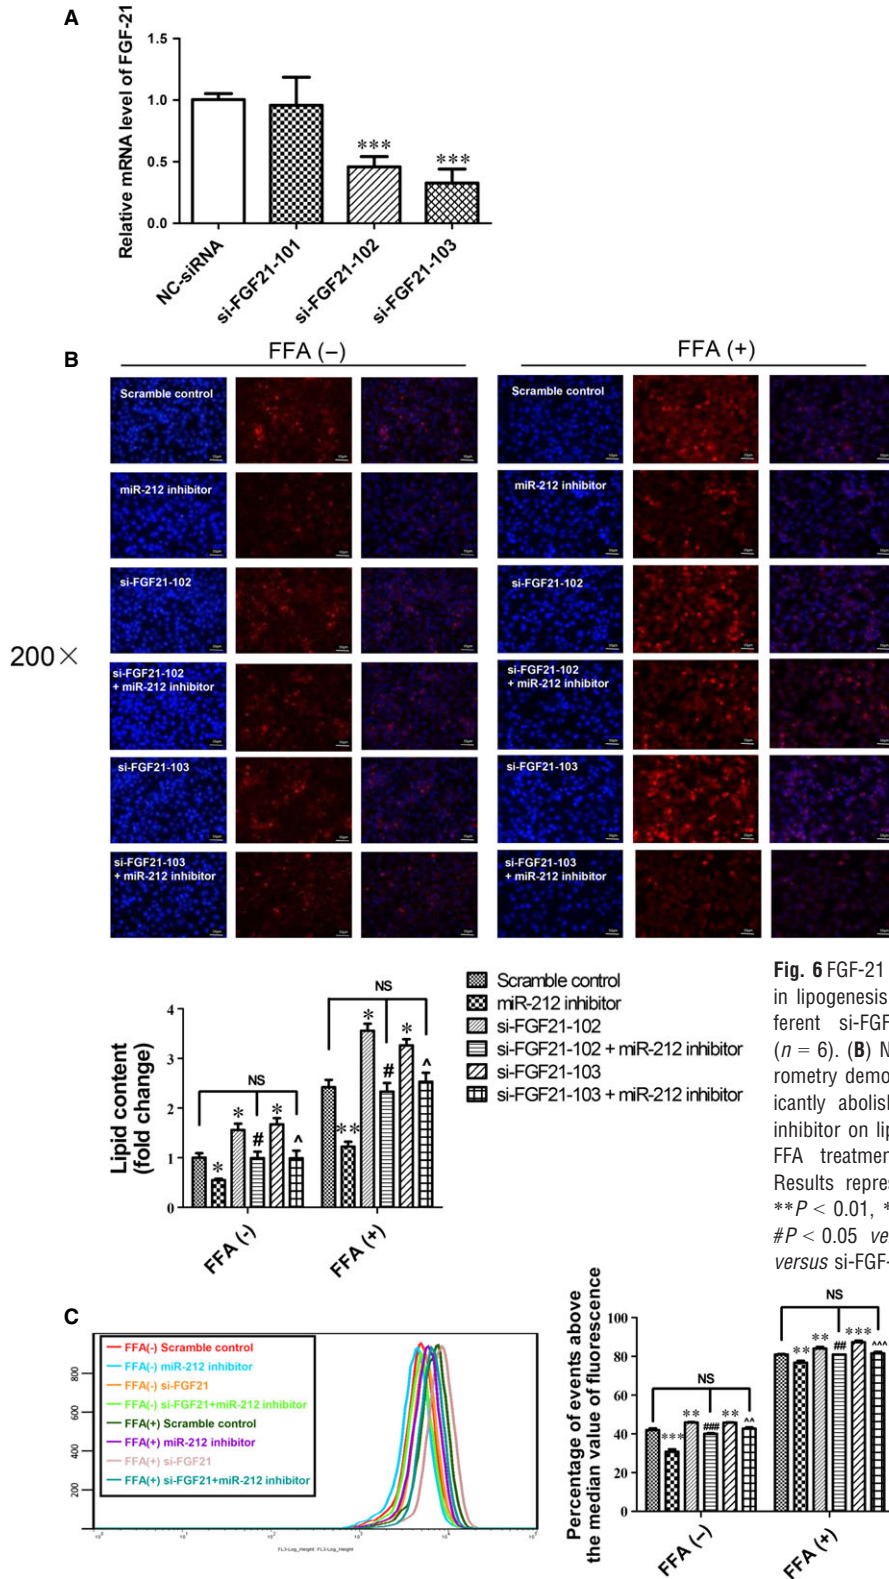 A
Relative mRNA level of FGF-21
1.5
1.0
0.5
0.0
***
***
NC-siRNA
si-FGF21-101
si-FGF21-102
si-FGF21-103
B
FFA (−)
FFA (+)
200×
Scramble control
miR-212 inhibitor
si-FGF21-102
si-FGF21-102
+ miR-212 inhibitor
si-FGF21-103
si-FGF21-103
+ miR-212 inhibitor
Scramble control
miR-212 inhibitor
si-FGF21-102
si-FGF21-102
+ miR-212 inhibitor
si-FGF21-103
si-FGF21-103
+ miR-212 inhibitor
Lipid content
(fold change)
4
3
2
1
0
NS
* * # * ^
NS
** * # * ^
FFA (-)
FFA (+)
Scramble control
miR-212 inhibitor
si-FGF21-102
si-FGF21-102 + miR-212 inhibitor
si-FGF21-103
si-FGF21-103 + miR-212 inhibitor
Fig. 6 FGF-21
in lipogenesis
ferent si-FGF
(n = 6). (B) N
rometry demo
icantly abolish
inhibitor on lip
FFA treatmen
Results repres
**P < 0.01, *
#P < 0.05 ve
versus si-FGF-
C
800
600
400
200
FFA(-) Scramble control
FFA(-) miR-212 inhibitor
FFA(-) si-FGF21
FFA(-) si-FGF21+miR-212 inhibitor
FFA(+) Scramble control
FFA(+) miR-212 inhibitor
FFA(+) si-FGF21
FFA(+) si-FGF21+miR-212 inhibitor
Percentage of events above
the median value of fluorescence
100
80
60
40
20
0
NS
*** ** ### ** ^^
NS
** ** ## *** ^^^
FFA (-)
FFA (+)